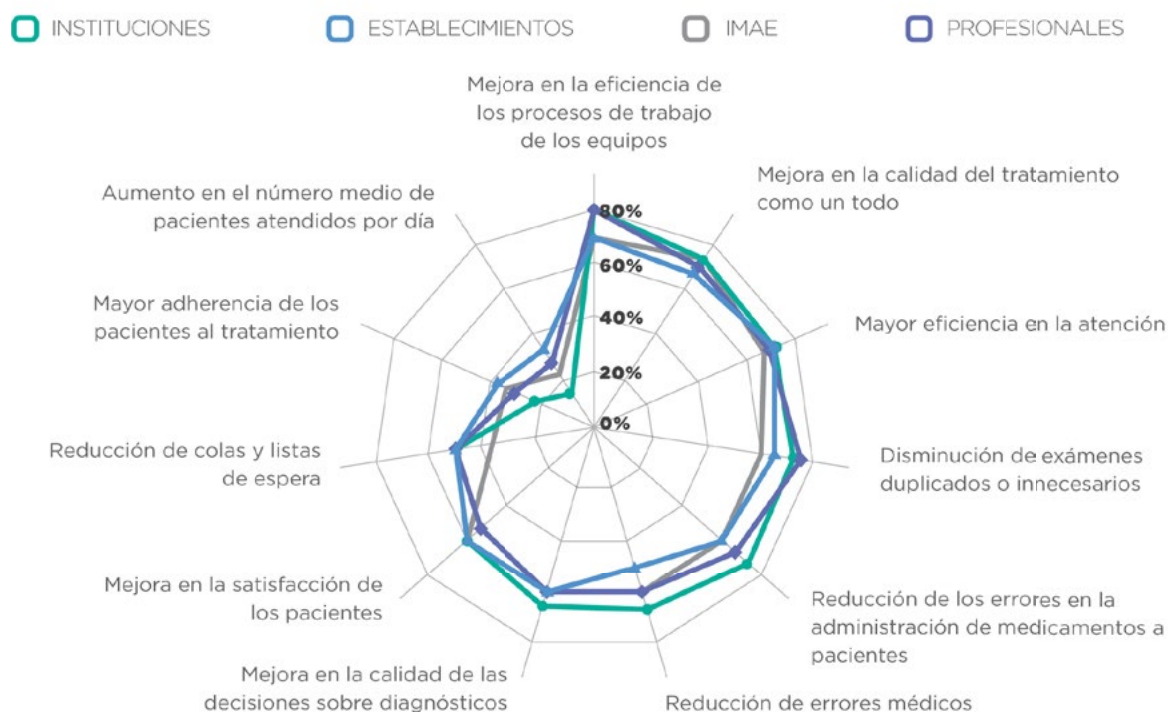 INSTITUCIONES
ESTABLECIMIENTOS
IMAE
PROFESIONALES
Mejora en la eficiencia de
los procesos de trabajo
de los equipos
Mejora en la calidad del tratamiento
como un todo
Mayor eficiencia en la atención
Disminución de exámenes
duplicados o innecesarios
Reducción de los errores en la
administración de medicamentos a
pacientes
Reducción de errores médicos
Mejora en la calidad de las
decisiones sobre diagnósticos
Mejora en la satisfacción de
los pacientes
Reducción de colas y listas
de espera
Mayor adherencia de los
pacientes al tratamiento
Aumento en el número medio de
pacientes atendidos por día
80%
60%
40%
20%
0%